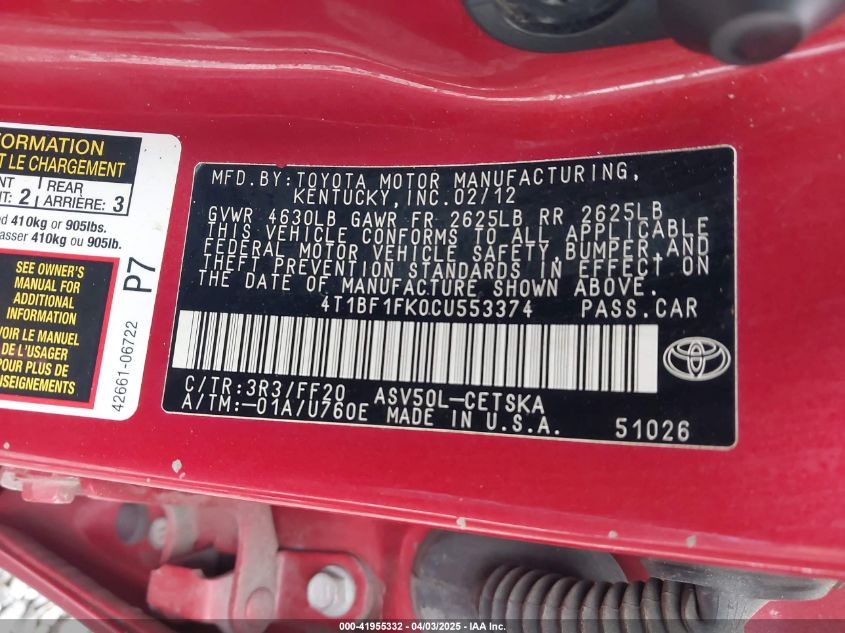 FORMATION
T LE CHARGEMENT
NT
T: 2
REAR
ARRIÈRE: 3
d 410kg or 905lbs.
asser 410kg ou 905lb.
SEE OWNER'S
MANUAL FOR
ADDITIONAL
INFORMATION
VOIR LE MANUEL
DE L'USAGER
POUR PLUS DE
NSEIGNEMENTS
P7
42661-06722
MFD.BY:TOYOTA MOTOR MANUFACTURING,
KENTUCKY,INC.02/12
GVWR 4630LB GAWR FR 2625LB RR 2625LB
THIS VEHICLE CONFORMS TO ALL APPLICABLE
FEDERAL MOTOR VEHICLE SAFETY,BUMPER,AND
THEFT PREVENTION STANDARDS IN EFFECT ON
THE DATE OF MANUFACTURE SHOWN ABOVE.
4T1BF1FK0CU553374 PASS.CAR
C/TR:3R3/FF20 ASV50L-CETSKA
A/TM:-01A/U760E MADE IN U.S.A.
51026
000-41955332 - 04/03/2025 - IAA Inc.